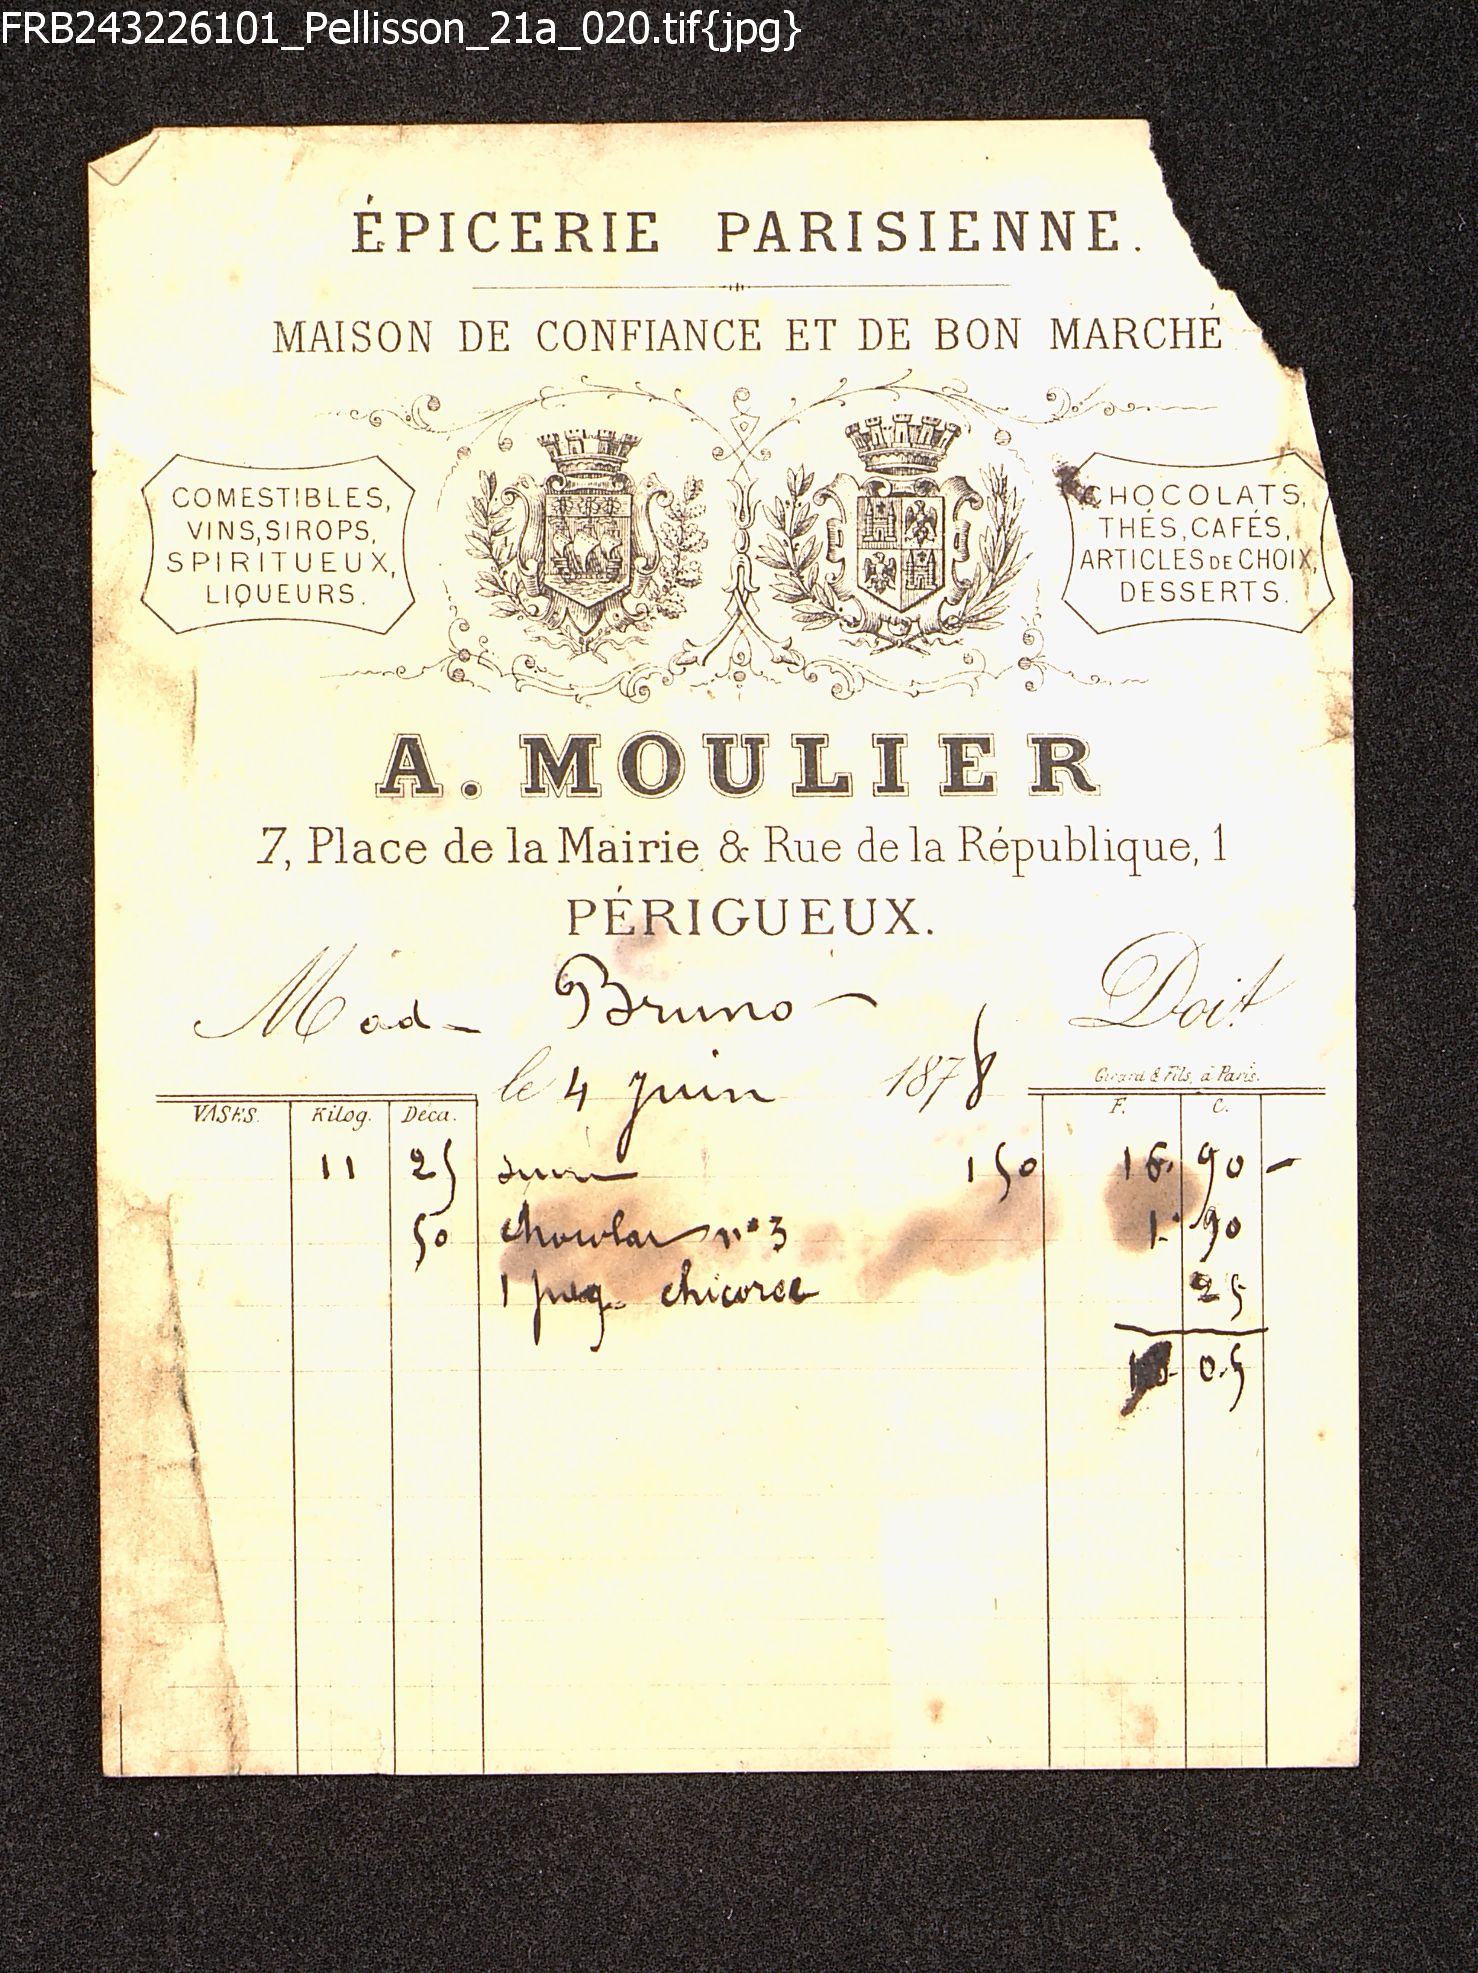 FRB243226101_Pellisson_21a_020.tif{jpg}
ÉPICERIE PARISIENNE.
MAISON DE CONFIANCE ET DE BON MARCHÉ
COMESTIBLES,
VINS, SIROPS,
SPIRITUEUX,
LIQUEURS.
CHOCOLATS,
THÉS, CAFÉS,
ARTICLES DE CHOIX,
DESSERTS.
A. MOULIER
7, Place de la Mairie & Rue de la République, 1
PÉRIGUEUX.
Mad Bruno Doit
le 4 juin 1878
Girard & Fils, à Paris.
VASES. Kilog. Déca. F. C.
11 25 sucre 150 16 90
50 chocolat n° 3 1 90
1 paq. chicorée 25
05